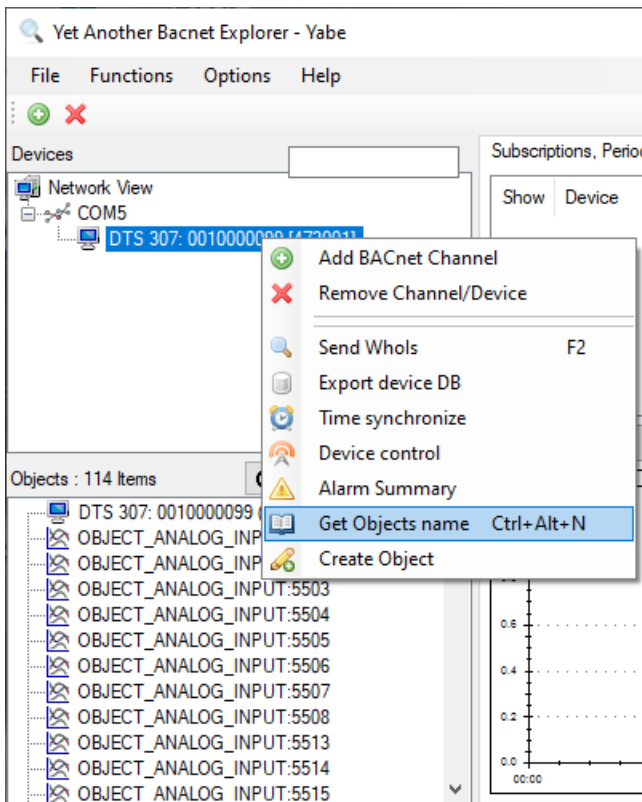 Yet Another Bacnet Explorer - Yabe
File Functions Options Help
Devices
Subscriptions,
Network View
Show Device
COM5
DTS 307:
Add BACnet Channel
Remove Channel/Device
Send WhoIs F2
Export device DB
Time synchronize
Device control
Alarm Summary
Get Objects name Ctrl+Alt+N
Create Object
Objects : 114 Items
DTS 307: 0010000099
OBJECT_ANALOG_INPUT:5503
OBJECT_ANALOG_INPUT:5504
OBJECT_ANALOG_INPUT:5505
OBJECT_ANALOG_INPUT:5506
OBJECT_ANALOG_INPUT:5507
OBJECT_ANALOG_INPUT:5508
OBJECT_ANALOG_INPUT:5513
OBJECT_ANALOG_INPUT:5514
OBJECT_ANALOG_INPUT:5515
0.6
0.4
0.2
0.0
00:00